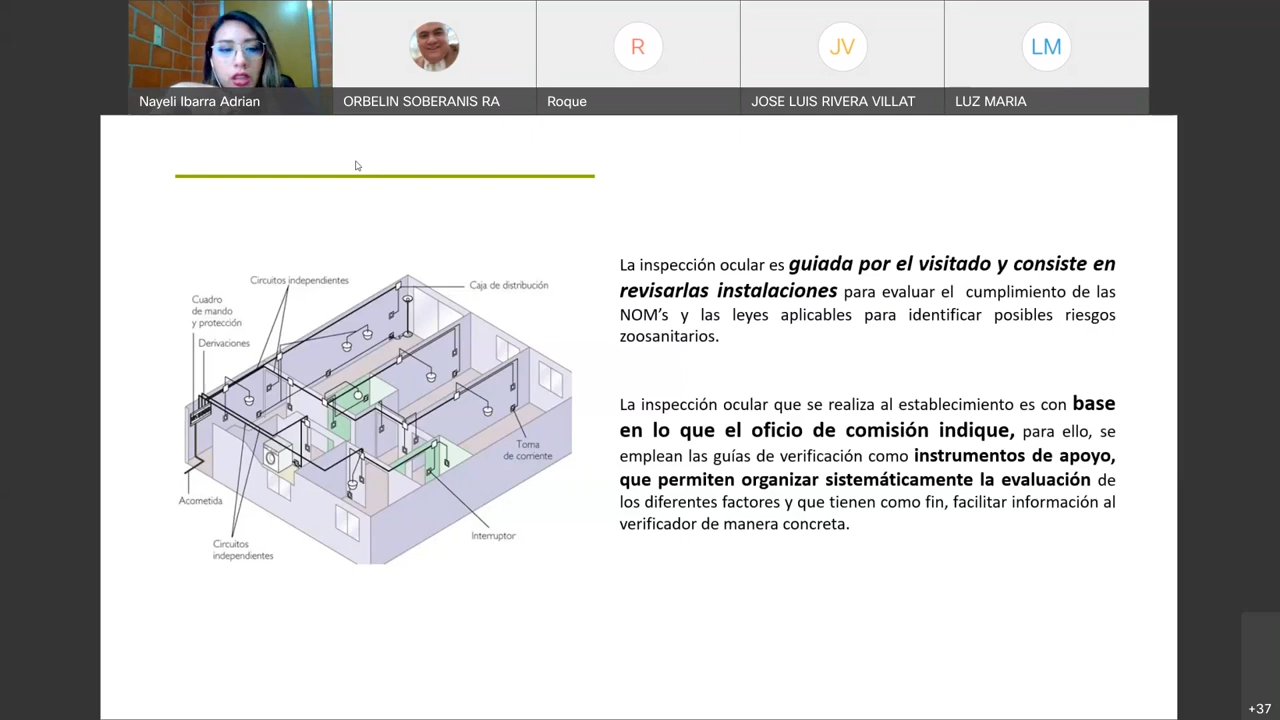 R
JV
LM
Nayeli Ibarra Adrian
ORBELIN SOBERANIS RA
Roque
JOSE LUIS RIVERA VILLAT
LUZ MARIA
Circuitos independientes
Caja de distribución
Cuadro
de mando
y protección
Derivaciones
Toma
de corriente
Acometida
Interruptor
Circuitos
independientes
La inspección ocular es guiada por el visitado y consiste en
revisarlas instalaciones para evaluar el cumplimiento de las
NOM’s y las leyes aplicables para identificar posibles riesgos
zoosanitarios.
La inspección ocular que se realiza al establecimiento es con base
en lo que el oficio de comisión indique, para ello, se
emplean las guías de verificación como instrumentos de apoyo,
que permiten organizar sistemáticamente la evaluación de
los diferentes factores y que tienen como fin, facilitar información al
verificador de manera concreta.
+37